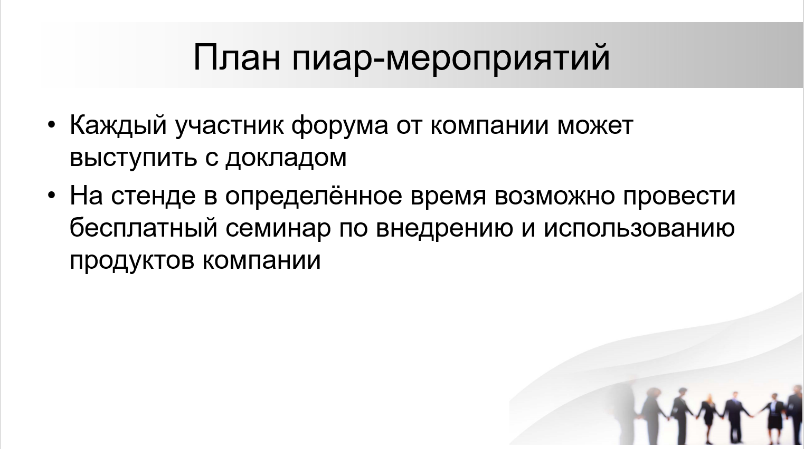 План пиар-мероприятий
• Каждый участник форума от компании может
выступить с докладом
• На стенде в определённое время возможно провести
бесплатный семинар по внедрению и использованию
продуктов компании